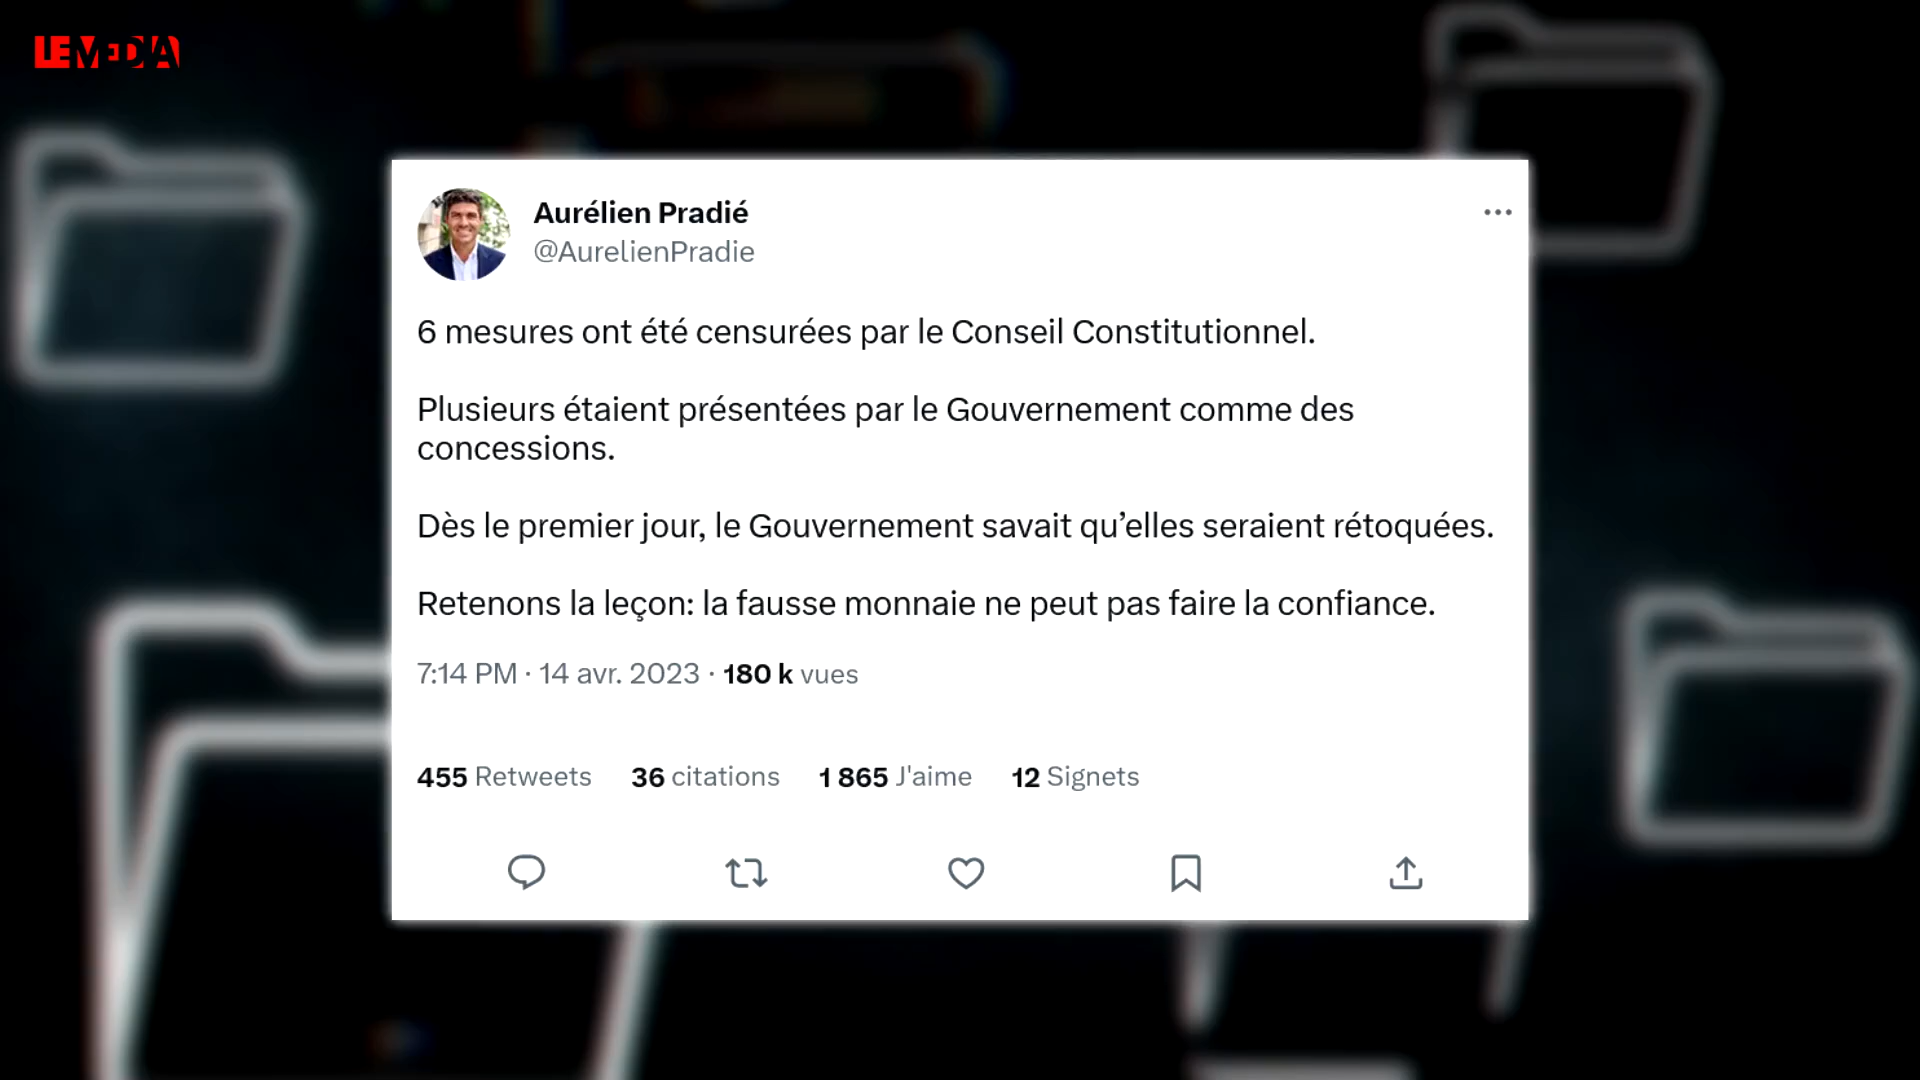 LEMEDIA
Aurélien Pradié
@AurelienPradie
6 mesures ont été censurées par le Conseil Constitutionnel.
Plusieurs étaient présentées par le Gouvernement comme des
concessions.
Dès le premier jour, le Gouvernement savait qu’elles seraient rétoquées.
Retenons la leçon: la fausse monnaie ne peut pas faire la confiance.
7:14 PM · 14 avr. 2023 · 180 k vues
455 Retweets 36 citations 1 865 J'aime 12 Signets